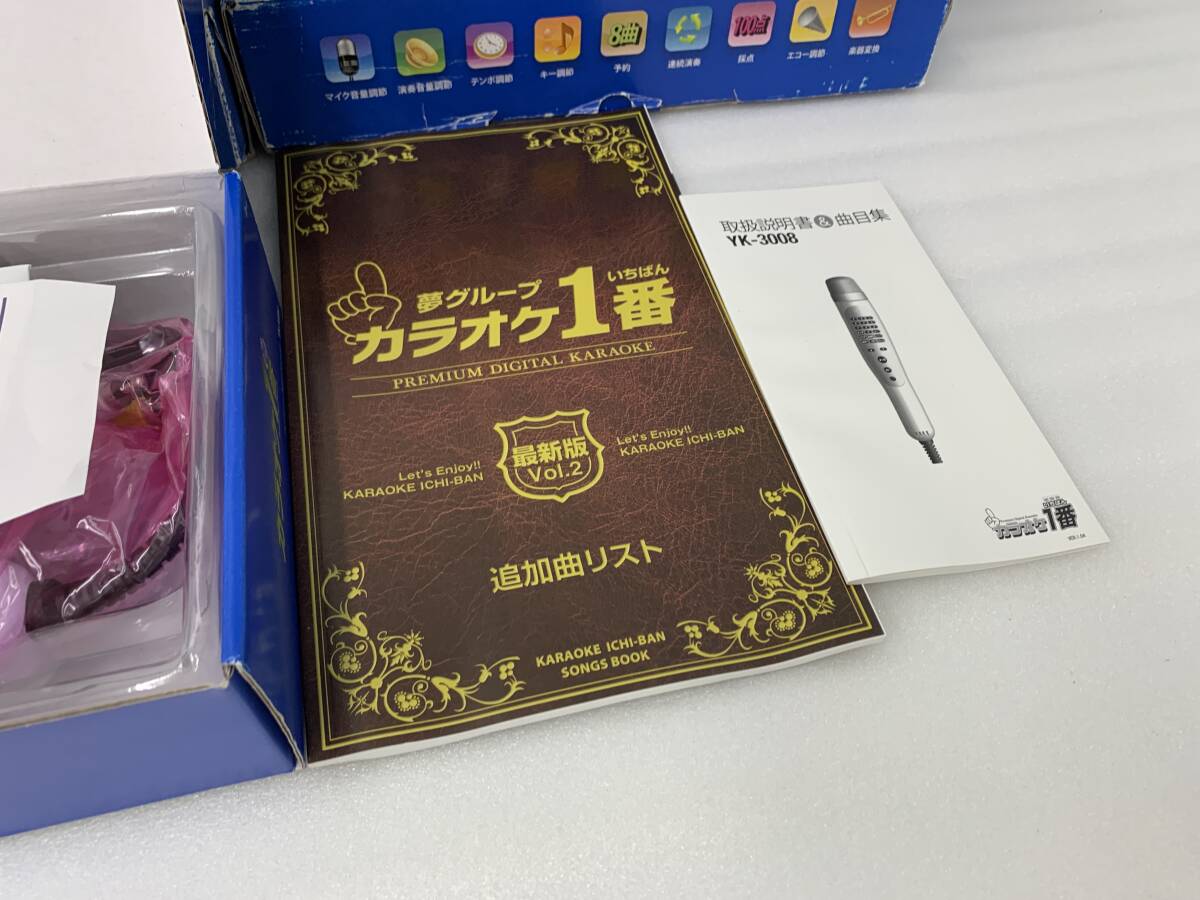 8曲
100点
マイク音量調節
演奏音量調節
テンポ調節
キー調節
予約
連続演奏
採点
エコー調節
楽器変換
夢グループ
いちばん
カラオケ1番
PREMIUM DIGITAL KARAOKE
Let's Enjoy!!
KARAOKE ICHI-BAN
最新版
Vol.2
Let's Enjoy!!
KARAOKE ICHI-BAN
追加曲リスト
KARAOKE ICHI-BAN
SONGS BOOK
取扱説明書&曲目集
YK-3008
いちばん
カラオケ1番